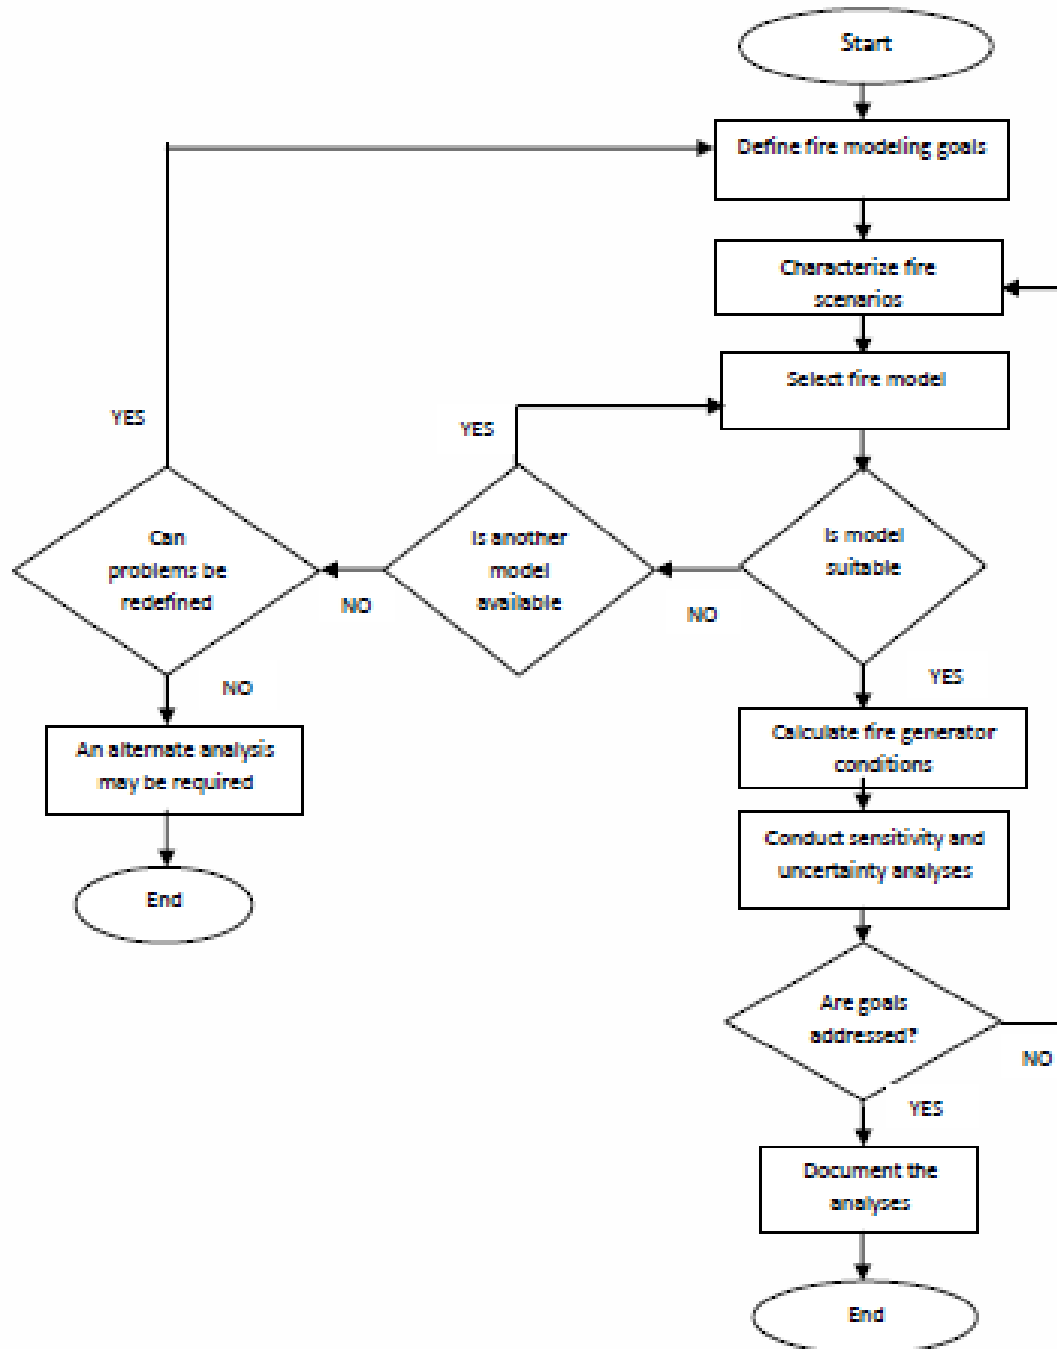 Start
Define fire modeling goals
Characterize fire
scenarios
Select fire model
YES
YES
Can
problems be
redefined
Is another
model
available
Is model
suitable
NO
NO
NO
YES
An alternate analysis
may be required
Calculate fire generator
conditions
Conduct sensitivity and
uncertainty analyses
End
Are goals
addressed?
NO
YES
Document the
analyses
End